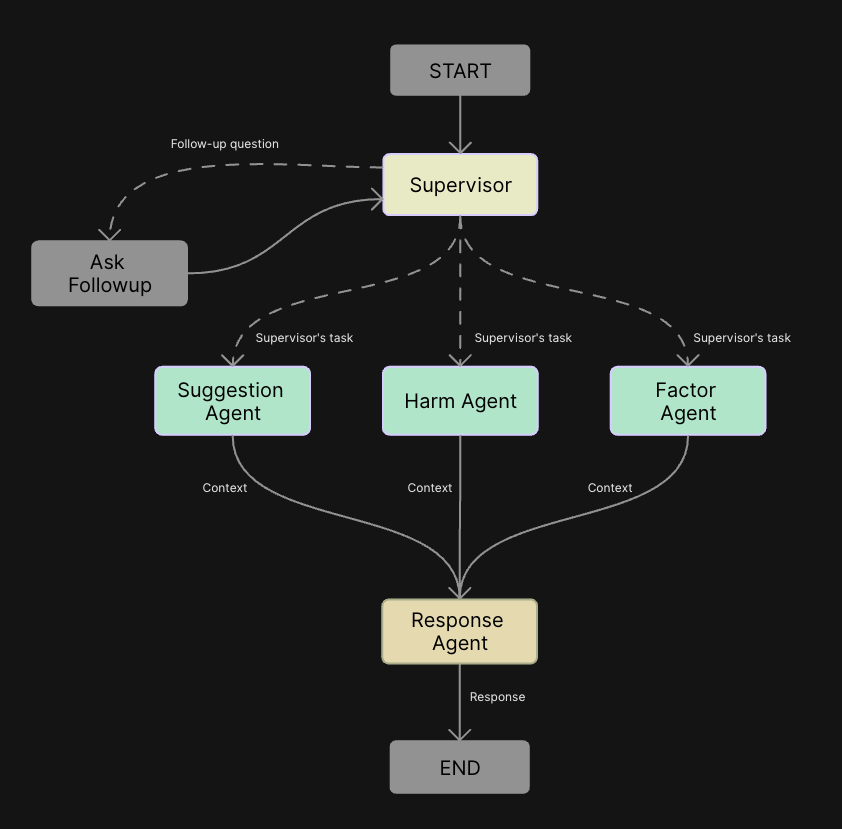 START
Follow-up question
Supervisor
Ask
Followup
Supervisor's task
Supervisor's task
Supervisor's task
Suggestion
Agent
Harm Agent
Factor
Agent
Context
Context
Context
Response
Agent
Response
END